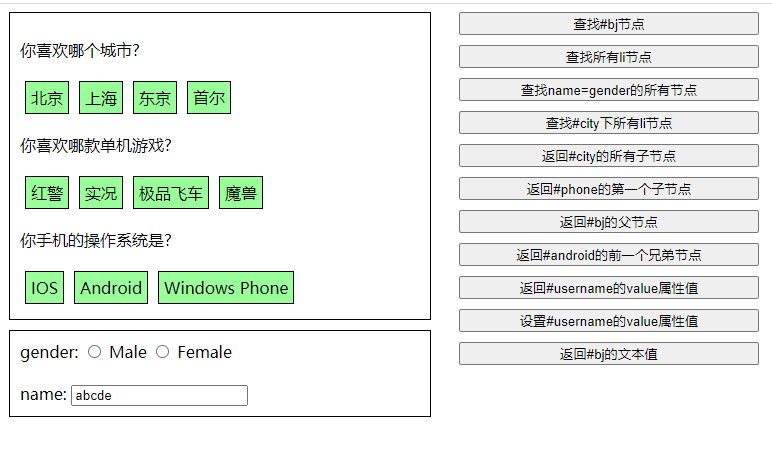 你喜欢哪个城市?
北京 上海 东京 首尔
你喜欢哪款单机游戏?
红警 实况 极品飞车 魔兽
你手机的操作系统是?
IOS Android Windows Phone
gender: Male Female
name: abcde
查找#bj节点
查找所有li节点
查找name=gender的所有节点
查找#city下所有li节点
返回#city的所有子节点
返回#phone的第一个子节点
返回#bj的父节点
返回#android的前一个兄弟节点
返回#username的value属性值
设置#username的value属性值
返回#bj的文本值